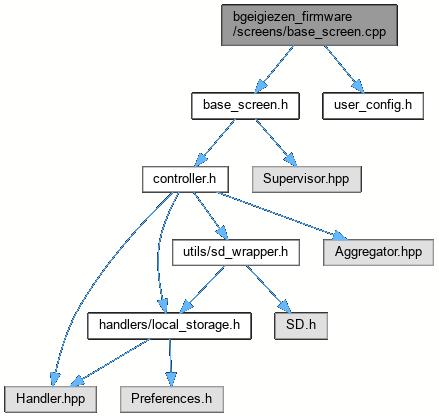 bgeigiezen_firmware
/screens/base_screen.cpp
base_screen.h
user_config.h
controller.h
Supervisor.hpp
utils/sd_wrapper.h
Aggregator.hpp
handlers/local_storage.h
SD.h
Handler.hpp
Preferences.h